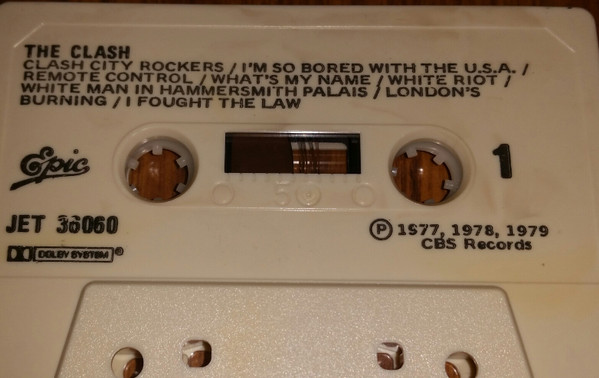 THE CLASH
CLASH CITY ROCKERS / I'M SO BORED WITH THE U.S.A. /
REMOTE CONTROL / WHAT'S MY NAME / WHITE RIOT /
WHITE MAN IN HAMMERSMITH PALAIS / LONDON'S
BURNING / I FOUGHT THE LAW
Epic
1
50
JET 36060
Ⓟ 1977, 1978, 1979
CBS Records
DOLBY SYSTEM®